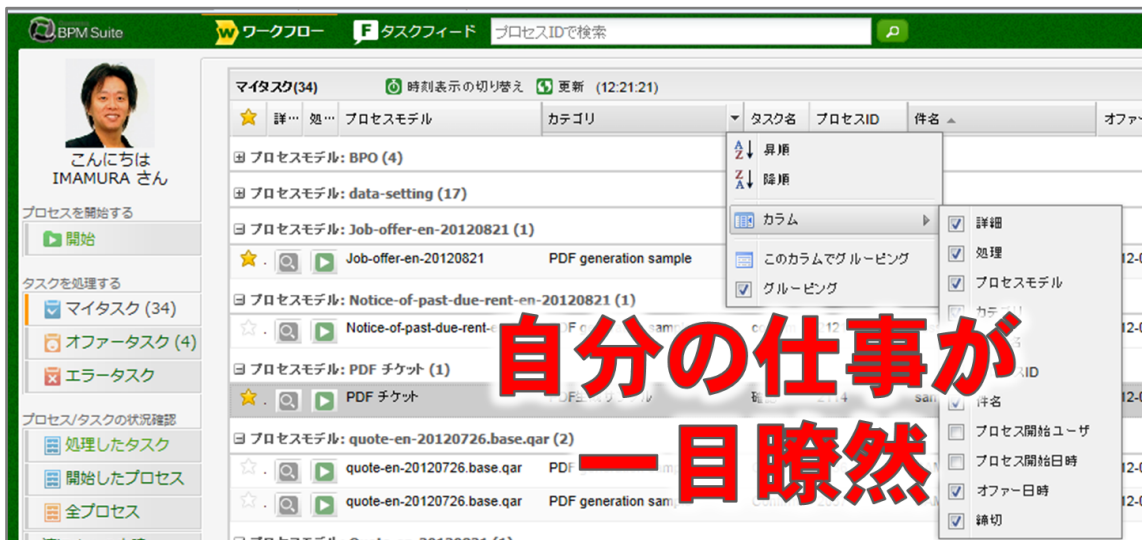 BPM Suite
ワークフロー
タスクフィード
プロセスIDで検索
こんにちは
IMAMURA さん
プロセスを開始する
開始
タスクを処理する
マイタスク (34)
オファータスク (4)
エラータスク
プロセス/タスクの状況確認
処理したタスク
開始したプロセス
全プロセス
マイタスク(34) 時刻表示の切り替え 更新 (12:21:21)
詳… 処… プロセスモデル カテゴリ タスク名 プロセスID 件名 オファー
プロセスモデル: BPO (4)
プロセスモデル: data-setting (17)
プロセスモデル: Job-offer-en-20120821 (1)
Job-offer-en-20120821 PDF generation sample
プロセスモデル: Notice-of-past-due-rent-en-20120821 (1)
Notice-of-past-due-rent-e
プロセスモデル: PDF チケット (1)
PDF チケット
プロセスモデル: quote-en-20120726.base.qar (2)
quote-en-20120726.base.qar PDF
quote-en-20120726.base.qar PDF generation sam
昇順
降順
カラム
このカラムでグルーピング
グルーピング
詳細
処理
プロセスモデル
カテゴリ
件名
プロセス開始ユーザ
プロセス開始日時
オファー日時
締切
自分の仕事が
一目瞭然